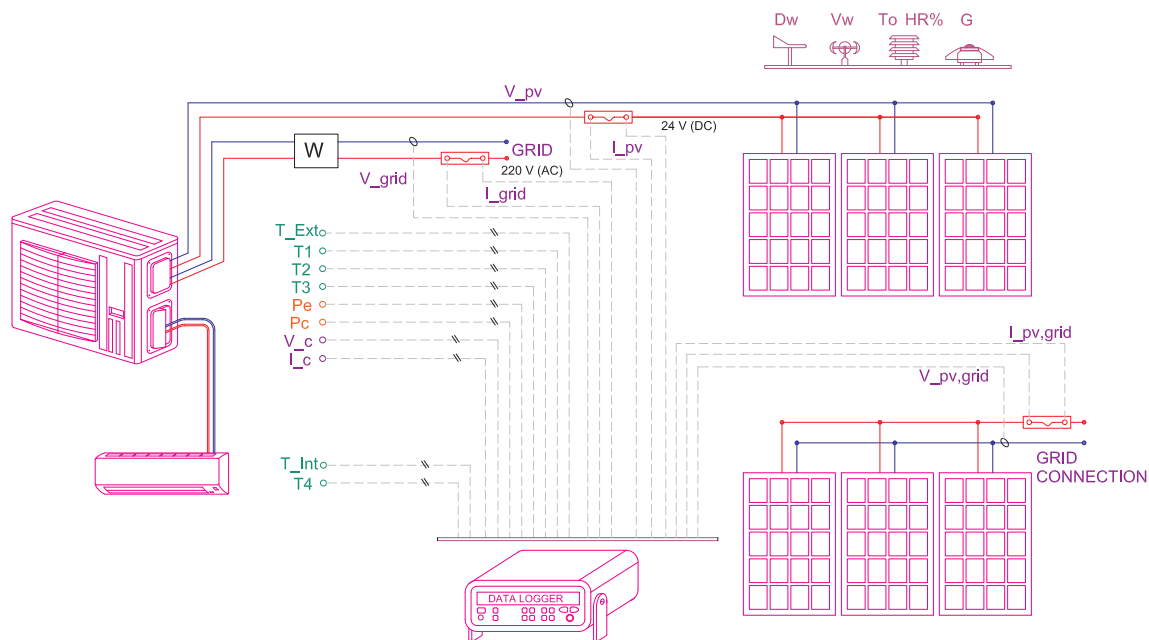 Dw Vw To HR% G
V_pv
24 V (DC)
I_pv
W
GRID
220 V (AC)
V_grid
I_grid
T_Ext
T1
T2
T3
Pe
Pc
V_c
I_c
I_pv,grid
V_pv,grid
T_Int
T4
GRID
CONNECTION
DATA LOGGER